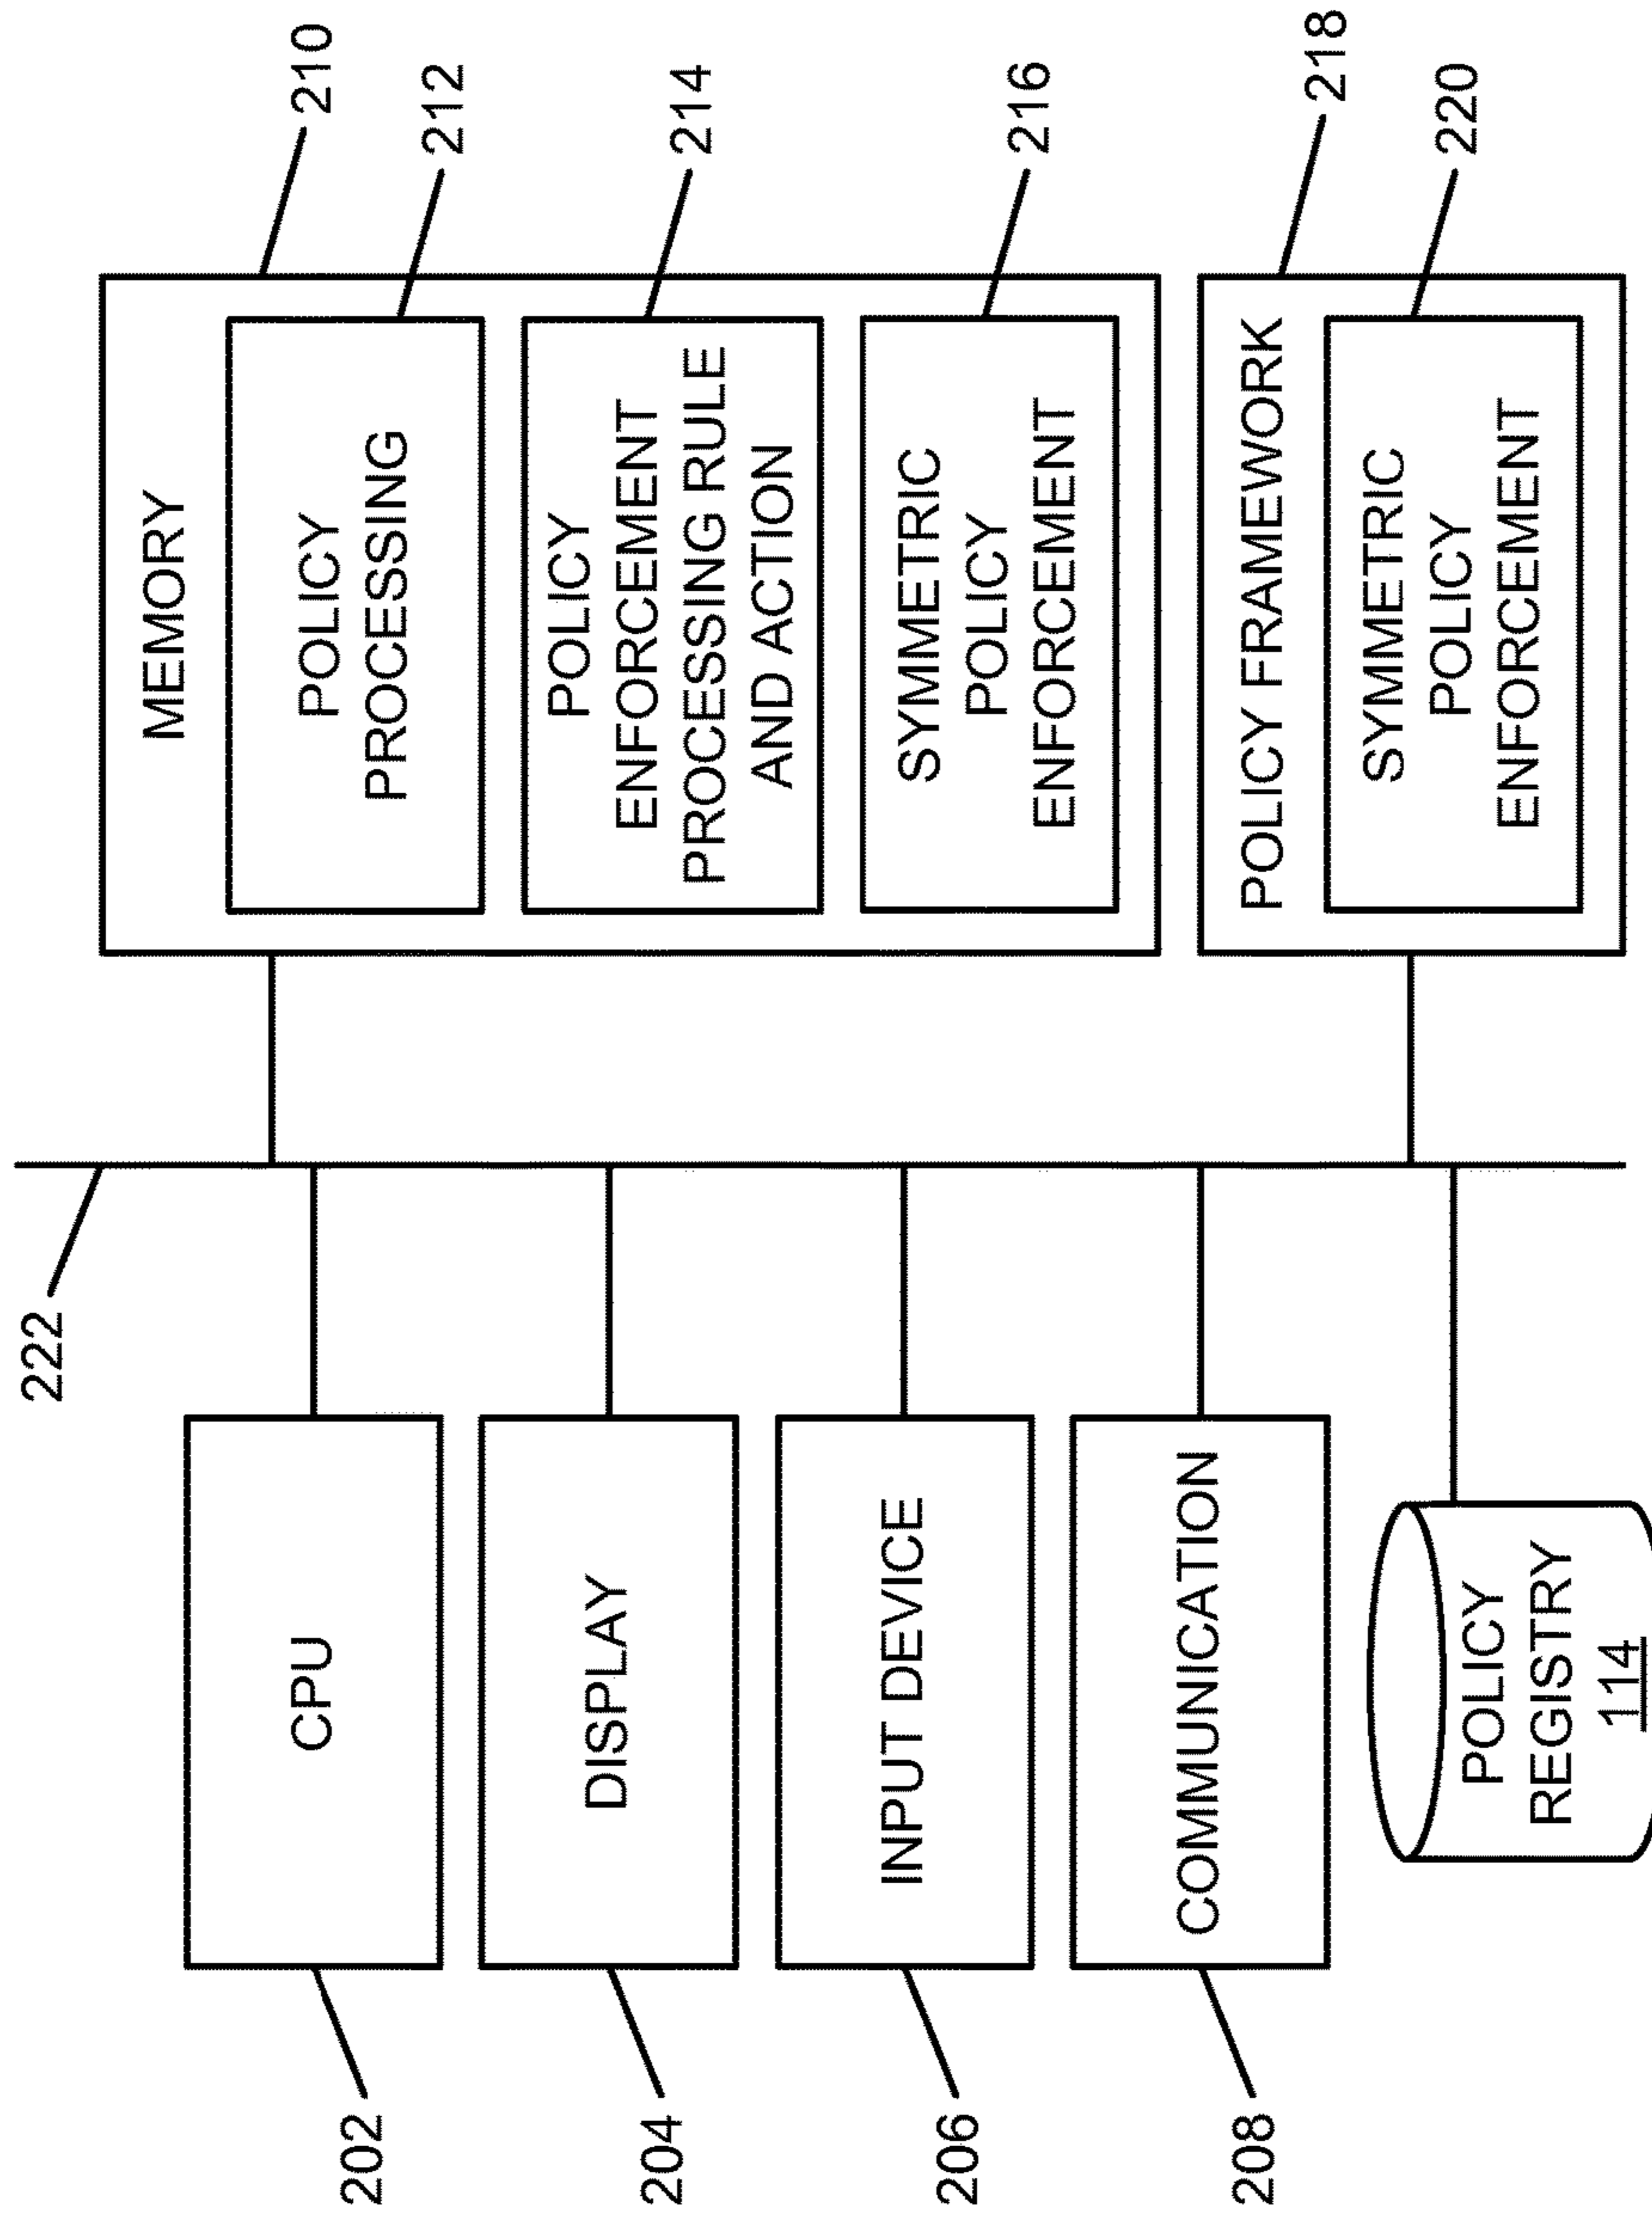 222
202
CPU
204
DISPLAY
206
INPUT DEVICE
208
COMMUNICATION
POLICY
REGISTRY
114
MEMORY
210
POLICY
PROCESSING
212
POLICY
ENFORCEMENT
PROCESSING RULE
AND ACTION
214
SYMMETRIC
POLICY
ENFORCEMENT
216
POLICY FRAMEWORK
218
SYMMETRIC
POLICY
ENFORCEMENT
220